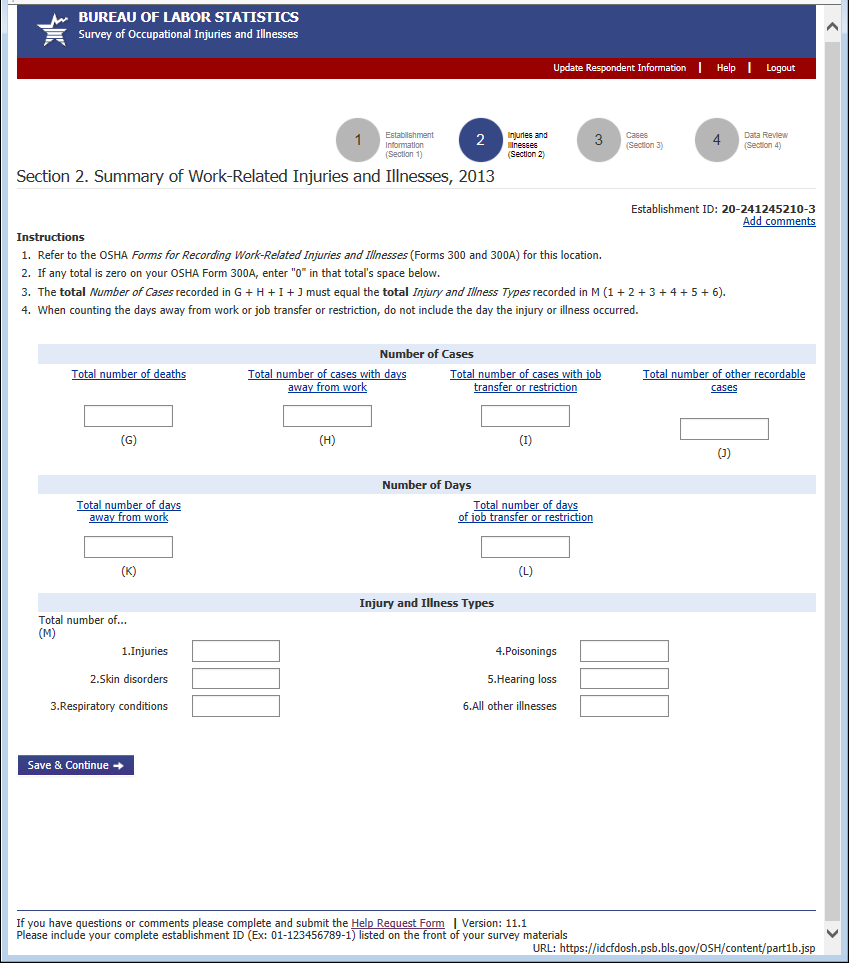 BUREAU OF LABOR STATISTICS
Survey of Occupational Injuries and Illnesses
Update Respondent Information | Help | Logout
1 Establishment Information (Section 1)
2 Injuries and Illnesses (Section 2)
3 Cases (Section 3)
4 Data Review (Section 4)
Section 2. Summary of Work-Related Injuries and Illnesses, 2013
Establishment ID: 20-241245210-3
Add comments
Instructions
1. Refer to the OSHA Forms for Recording Work-Related Injuries and Illnesses (Forms 300 and 300A) for this location.
2. If any total is zero on your OSHA Form 300A, enter "0" in that total's space below.
3. The total Number of Cases recorded in G + H + I + J must equal the total Injury and Illness Types recorded in M (1 + 2 + 3 + 4 + 5 + 6).
4. When counting the days away from work or job transfer or restriction, do not include the day the injury or illness occurred.
Number of Cases
Total number of deaths
(G)
Total number of cases with days
away from work
(H)
Total number of cases with job
transfer or restriction
(I)
Total number of other recordable
cases
(J)
Number of Days
Total number of days
away from work
(K)
Total number of days
of job transfer or restriction
(L)
Injury and Illness Types
Total number of...
(M)
1.Injuries
2.Skin disorders
3.Respiratory conditions
4.Poisonings
5.Hearing loss
6.All other illnesses
Save & Continue ➔
If you have questions or comments please complete and submit the Help Request Form | Version: 11.1
Please include your complete establishment ID (Ex: 01-123456789-1) listed on the front of your survey materials
URL: https://idcfdosh.psb.bls.gov/OSH/content/part1b.jsp